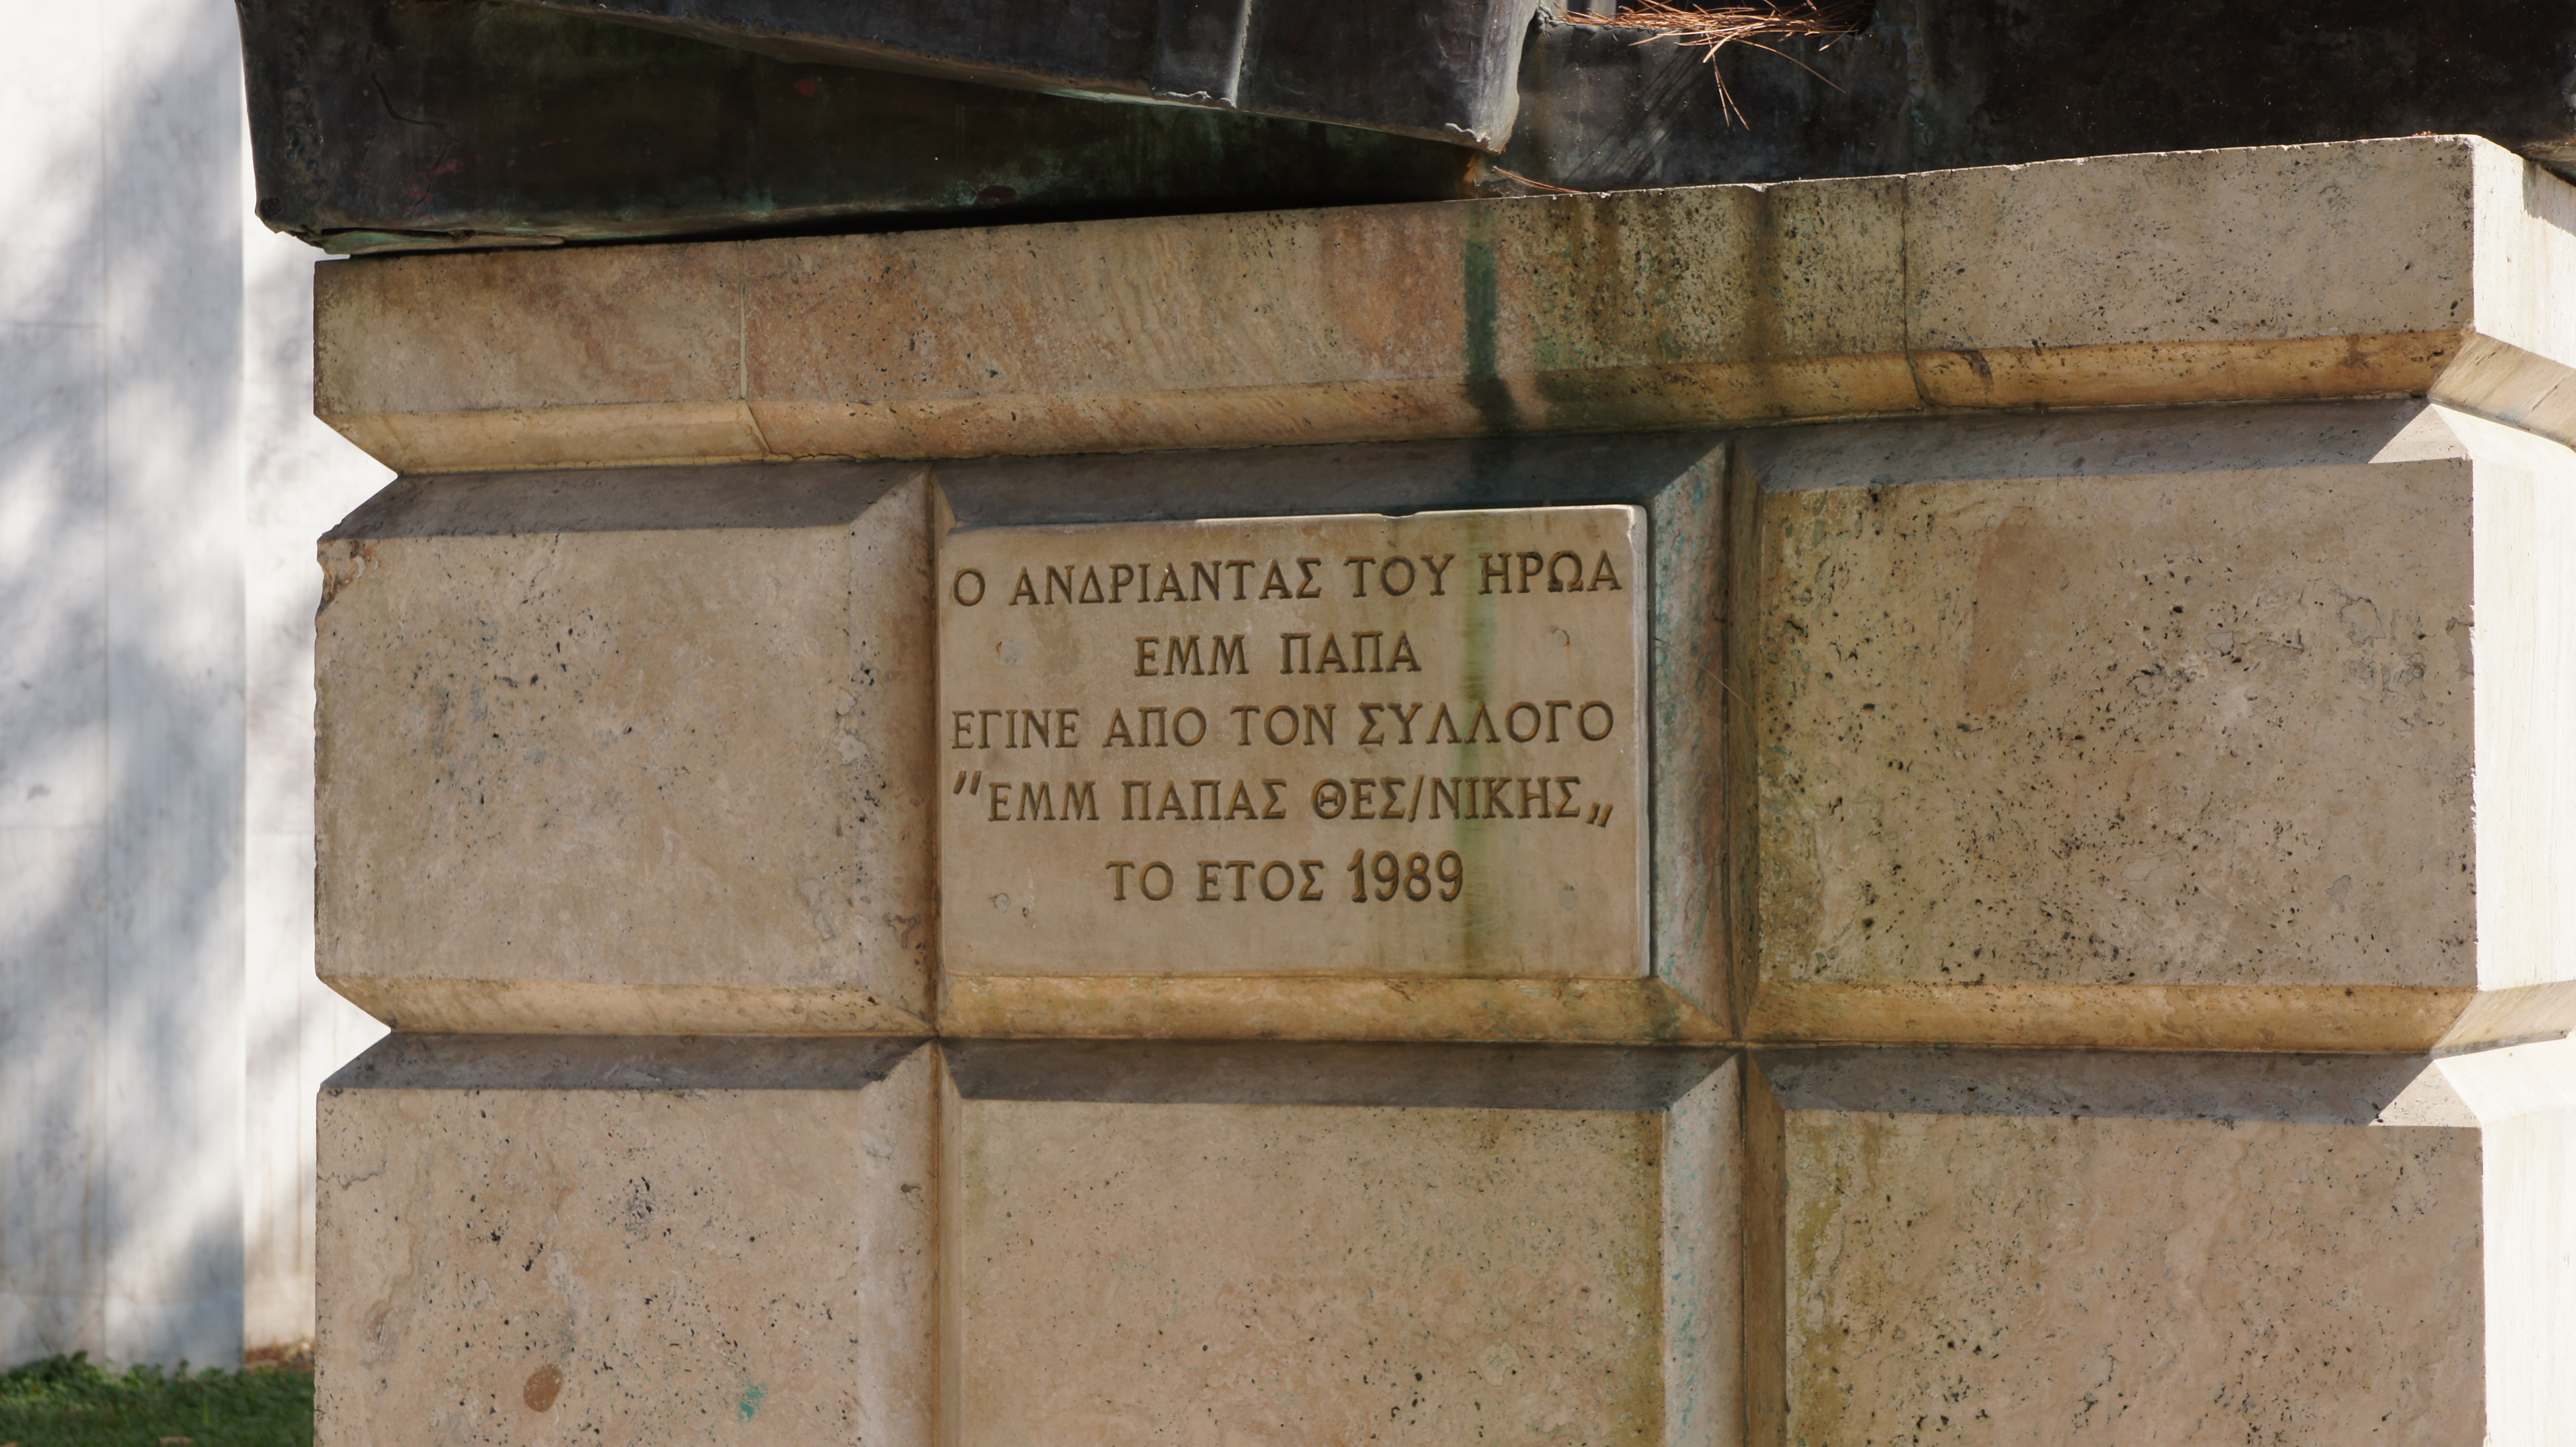 Ο ΑΝΔΡΙΑΝΤΑΣ ΤΟΥ ΗΡΩΑ
ΕΜΜ ΠΑΠΑ
ΕΓΙΝΕ ΑΠΟ ΤΟΝ ΣΥΛΛΟΓΟ
"ΕΜΜ ΠΑΠΑΣ ΘΕΣ/ΝΙΚΗΣ„
ΤΟ ΕΤΟΣ 1989